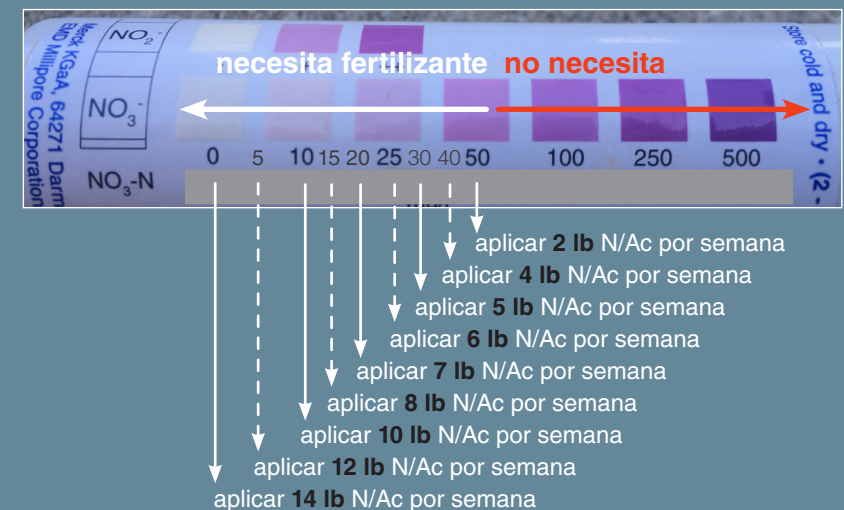 NO₂⁻
Merck KGaA, 64271 Darm
EMD Millipore Corporation
Store cold and dry • (2 -
necesita fertilizante no necesita
NO₃⁻
0 5 10 15 20 25 30 40 50 100 250 500
NO₃-N
aplicar 2 lb N/Ac por semana
aplicar 4 lb N/Ac por semana
aplicar 5 lb N/Ac por semana
aplicar 6 lb N/Ac por semana
aplicar 7 lb N/Ac por semana
aplicar 8 lb N/Ac por semana
aplicar 10 lb N/Ac por semana
aplicar 12 lb N/Ac por semana
aplicar 14 lb N/Ac por semana